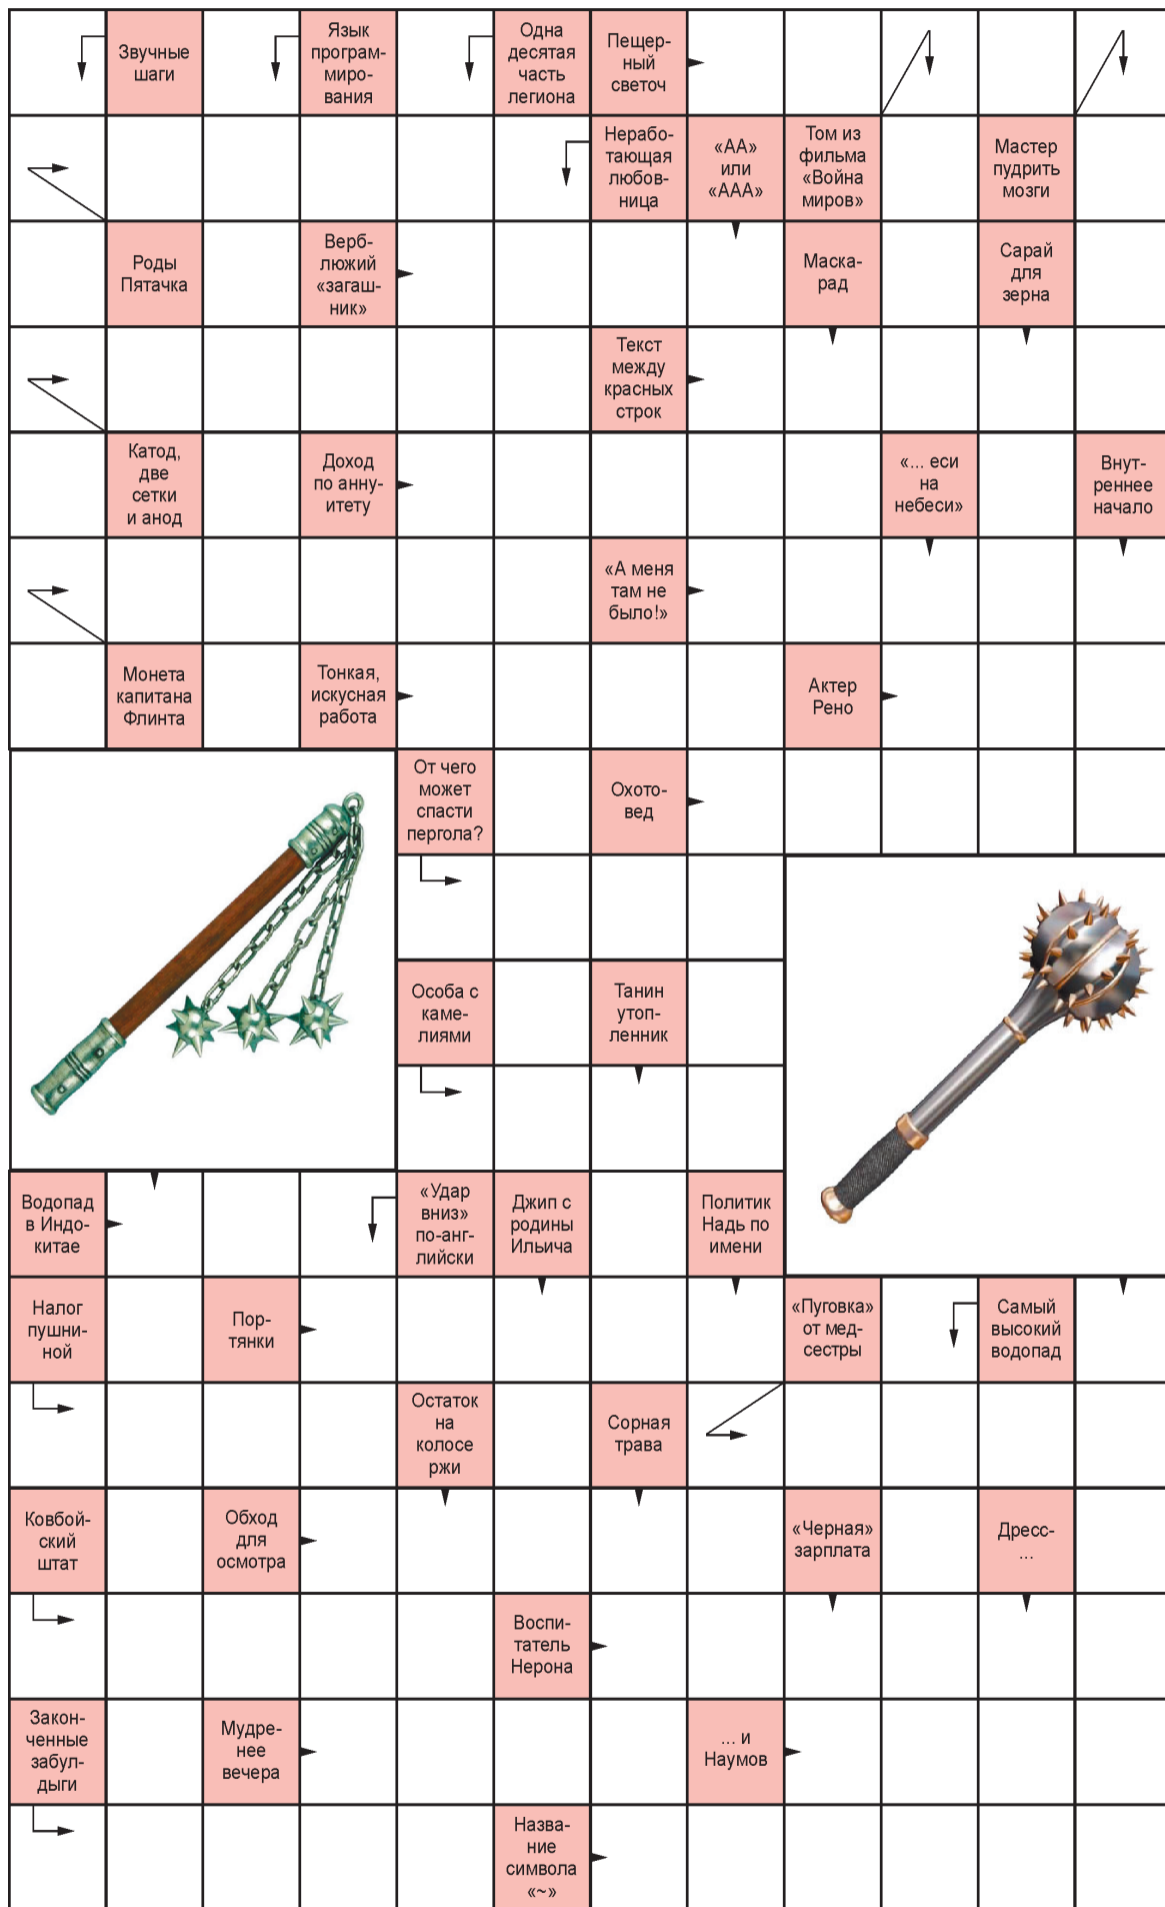 Звучные
шаги
Язык
програм-
миро-
вания
Одна
десятая
часть
легиона
Пещер-
ный
светоч
Нерабо-
тающая
любов-
ница
«АА»
или
«ААА»
Том из
фильма
«Война
миров»
Мастер
пудрить
мозги
Роды
Пятачка
Верб-
люжий
«загаш-
ник»
Маска-
рад
Сарай
для
зерна
Текст
между
красных
строк
Катод,
две
сетки
и анод
Доход
по анну-
итету
«... еси
на
небеси»
Внут-
реннее
начало
«А меня
там не
было!»
Монета
капитана
Флинта
Тонкая,
искусная
работа
Актер
Рено
От чего
может
спасти
пергола?
Охото-
вед
Особа с
каме-
лиями
Танин
утоп-
ленник
Водопад
в Индо-
китае
«Удар
вниз»
по-анг-
лийски
Джип с
родины
Ильича
Политик
Надь по
имени
Налог
пушни-
ной
Пор-
тянки
«Пуговка»
от мед-
сестры
Самый
высокий
водопад
Остаток
на
колосе
ржи
Сорная
трава
Ковбой-
ский
штат
Обход
для
осмотра
«Черная»
зарплата
Дресс-
...
Воспи-
татель
Нерона
Закон-
ченные
забул-
дыги
Мудре-
нее
вечера
... и
Наумов
Назва-
ние
символа
«~»